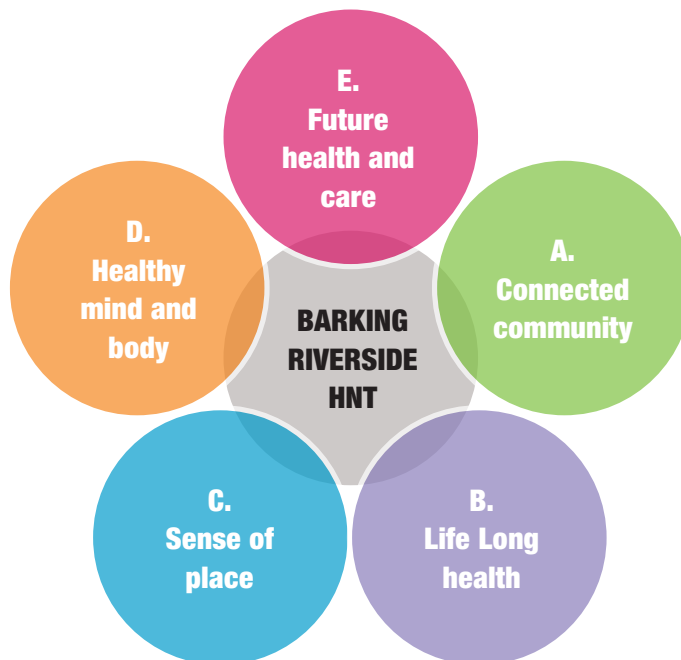 E.
Future
health and
care
D.
Healthy
mind and
body
A.
Connected
community
BARKING
RIVERSIDE
HNT
C.
Sense of
place
B.
Life Long
health